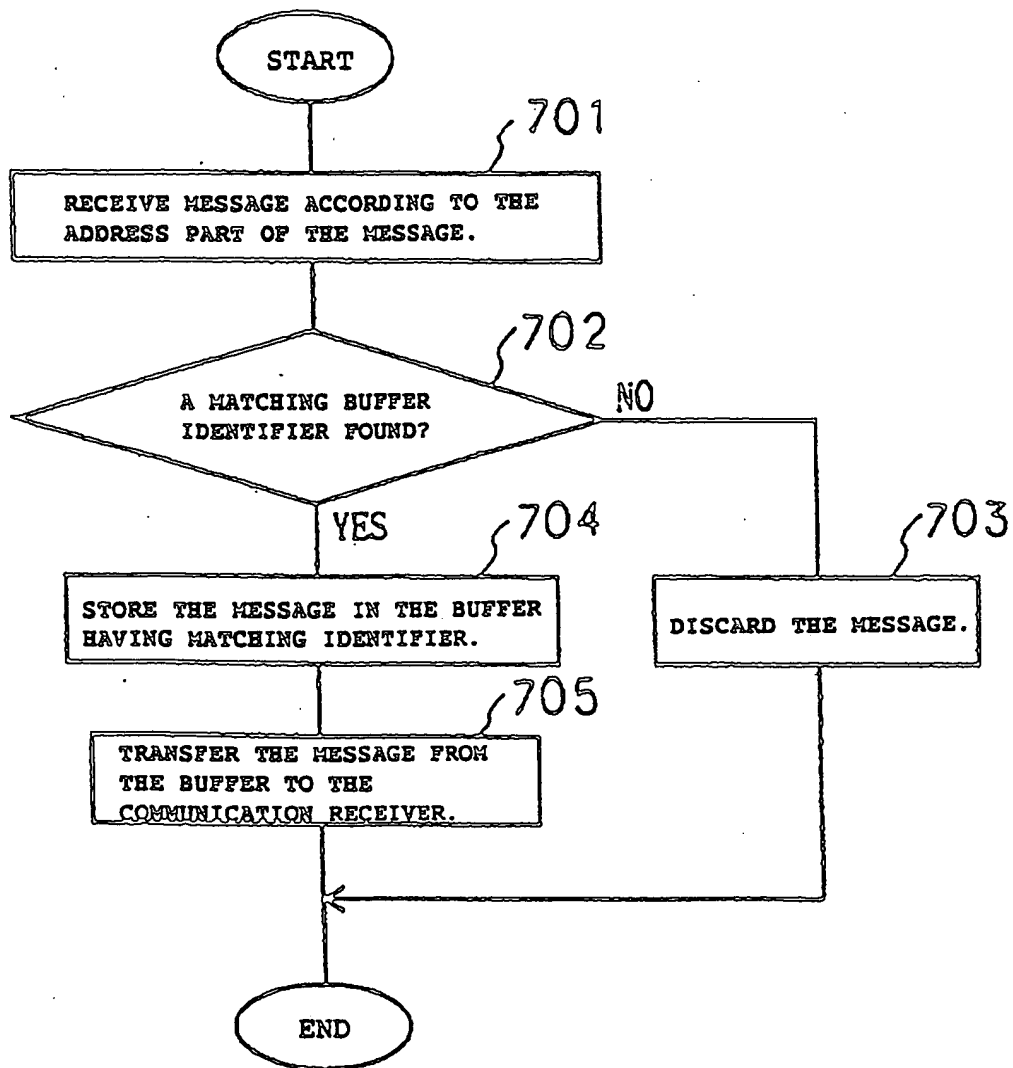 START
701
RECEIVE MESSAGE ACCORDING TO THE
ADDRESS PART OF THE MESSAGE.
702
A MATCHING BUFFER
IDENTIFIER FOUND?
NO
YES
704
703
STORE THE MESSAGE IN THE BUFFER
HAVING MATCHING IDENTIFIER.
DISCARD THE MESSAGE.
705
TRANSFER THE MESSAGE FROM
THE BUFFER TO THE
COMMUNICATION RECEIVER.
END